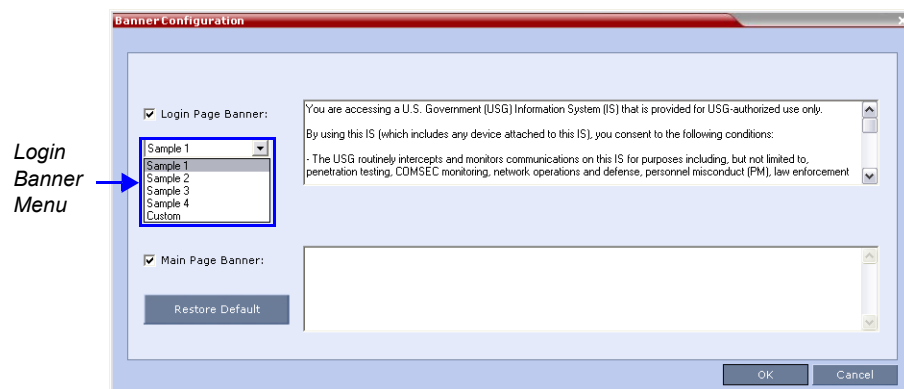 Banner Configuration
Login Page Banner:
You are accessing a U.S. Government (USG) Information System (IS) that is provided for USG-authorized use only.
By using this IS (which includes any device attached to this IS), you consent to the following conditions:
- The USG routinely intercepts and monitors communications on this IS for purposes including, but not limited to,
penetration testing, COMSEC monitoring, network operations and defense, personnel misconduct (PM), law enforcement
Login
Banner
Menu
Sample 1
Sample 1
Sample 2
Sample 3
Sample 4
Custom
Main Page Banner:
Restore Default
OK
Cancel